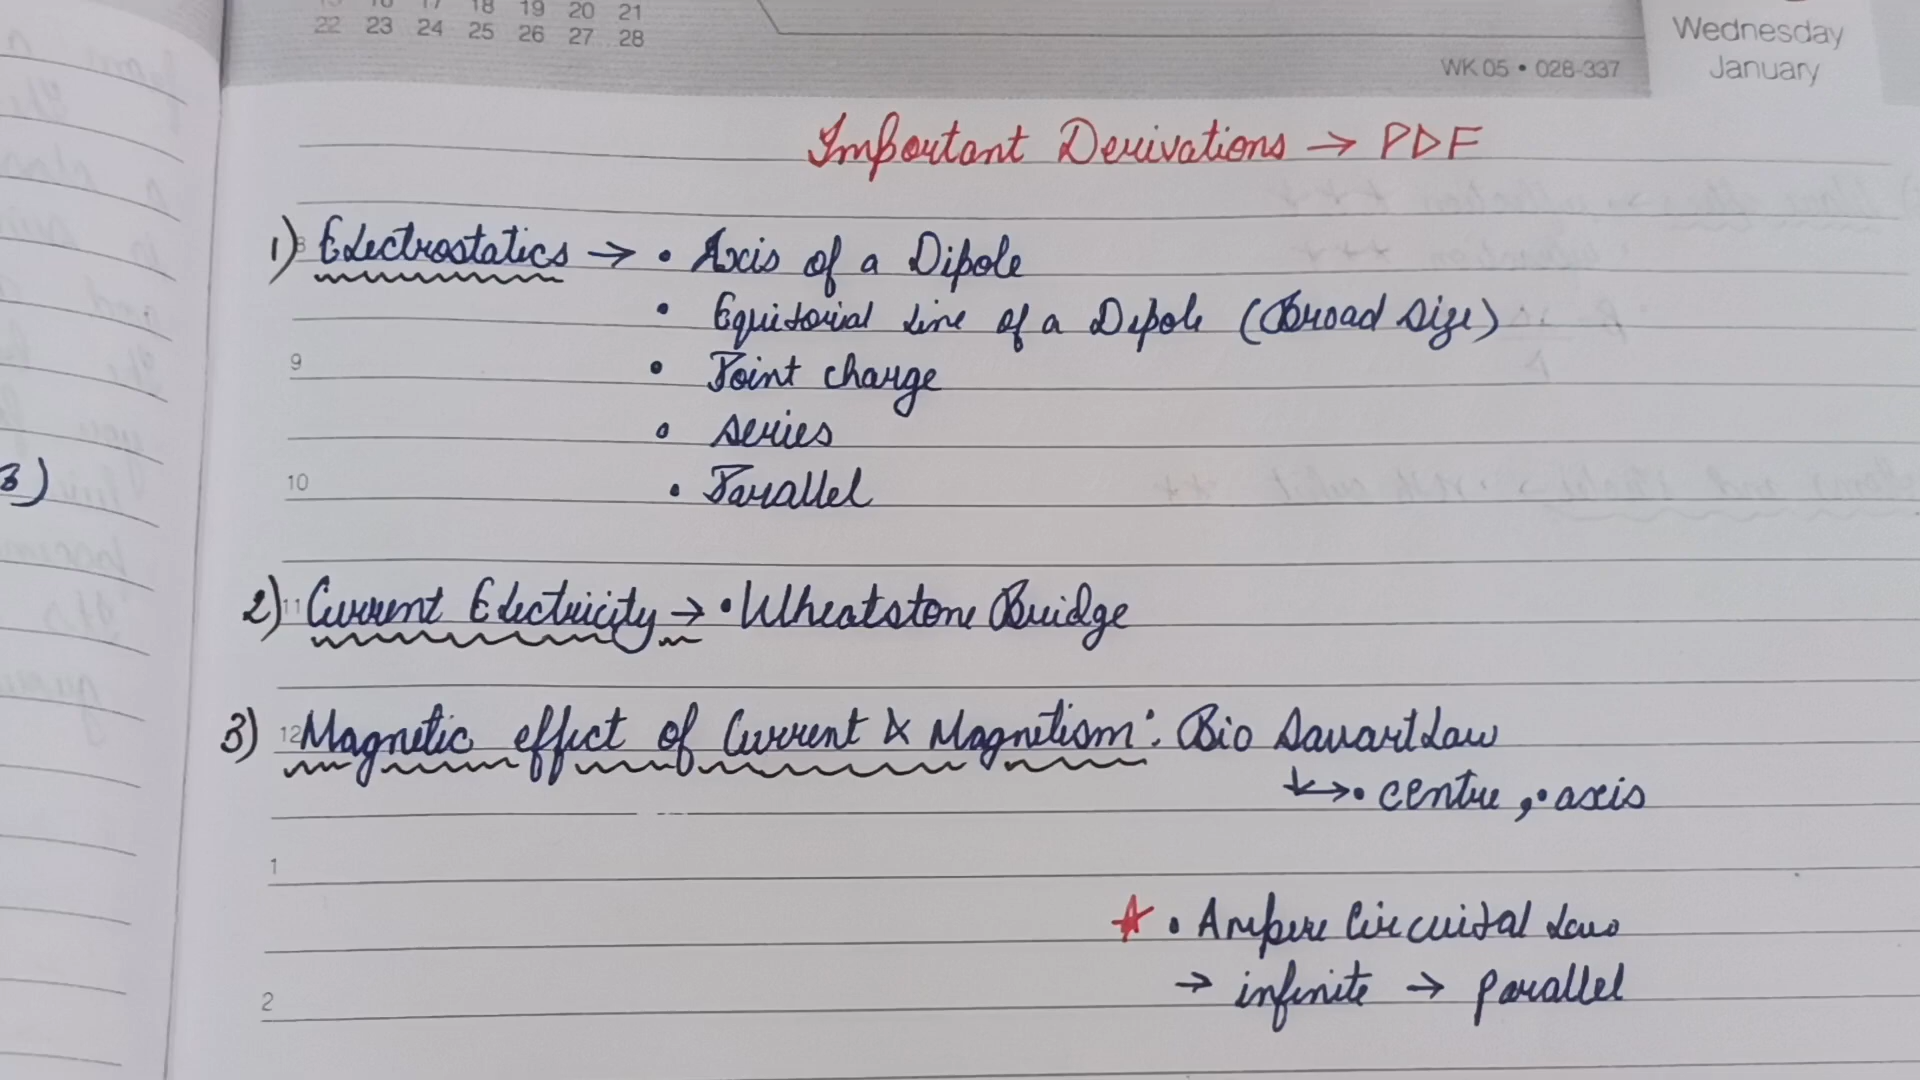 18 19 20 21
22 23 24 25 26 27 28
WK 05 • 028-337
Wednesday
January
Important Derivations → PDF
1) Electrostatics → • Axis of a Dipole
• Equitorial line of a Dipole (Broad Size)
9
• Point charge
• series
10
• Parallel
3)
2) 11 Current Electricity → • Wheatstone Bridge
3) 12 Magnetic effect of Current & Magnetism : Bio Savart Law
↳ • centre , • axis
1
★ • Ampere Circuital Law
→ infinite → parallel
2